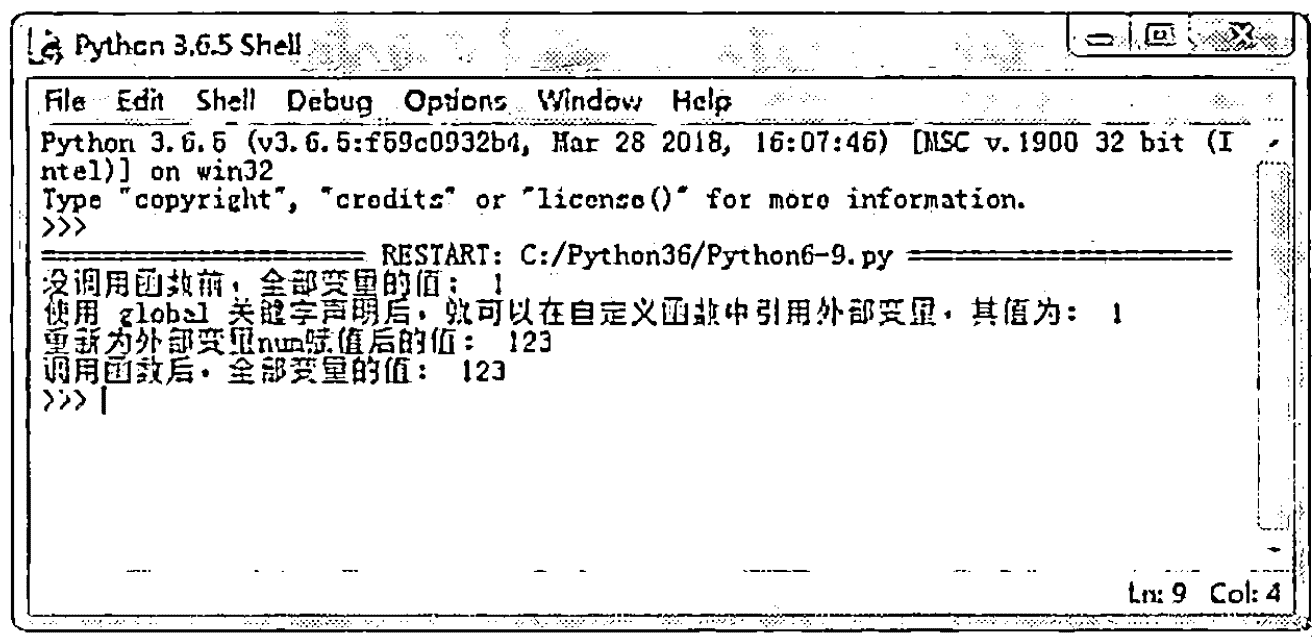 Python 3.6.5 Shell
File Edit Shell Debug Options Window Help
Python 3.6.5 (v3.6.5:f59c0932b4, Mar 28 2018, 16:07:46) [MSC v.1900 32 bit (I
ntel)] on win32
Type "copyright", "credits" or "license()" for more information.
>>>
==================== RESTART: C:/Python36/Python6-9.py ====================
没调用函数前，全部变量的值： 1
使用 global 关键字声明后，就可以在自定义函数中引用外部变量，其值为： 1
重新为外部变量num赋值后的值： 123
调用函数后，全部变量的值： 123
>>>
Ln: 9 Col: 4